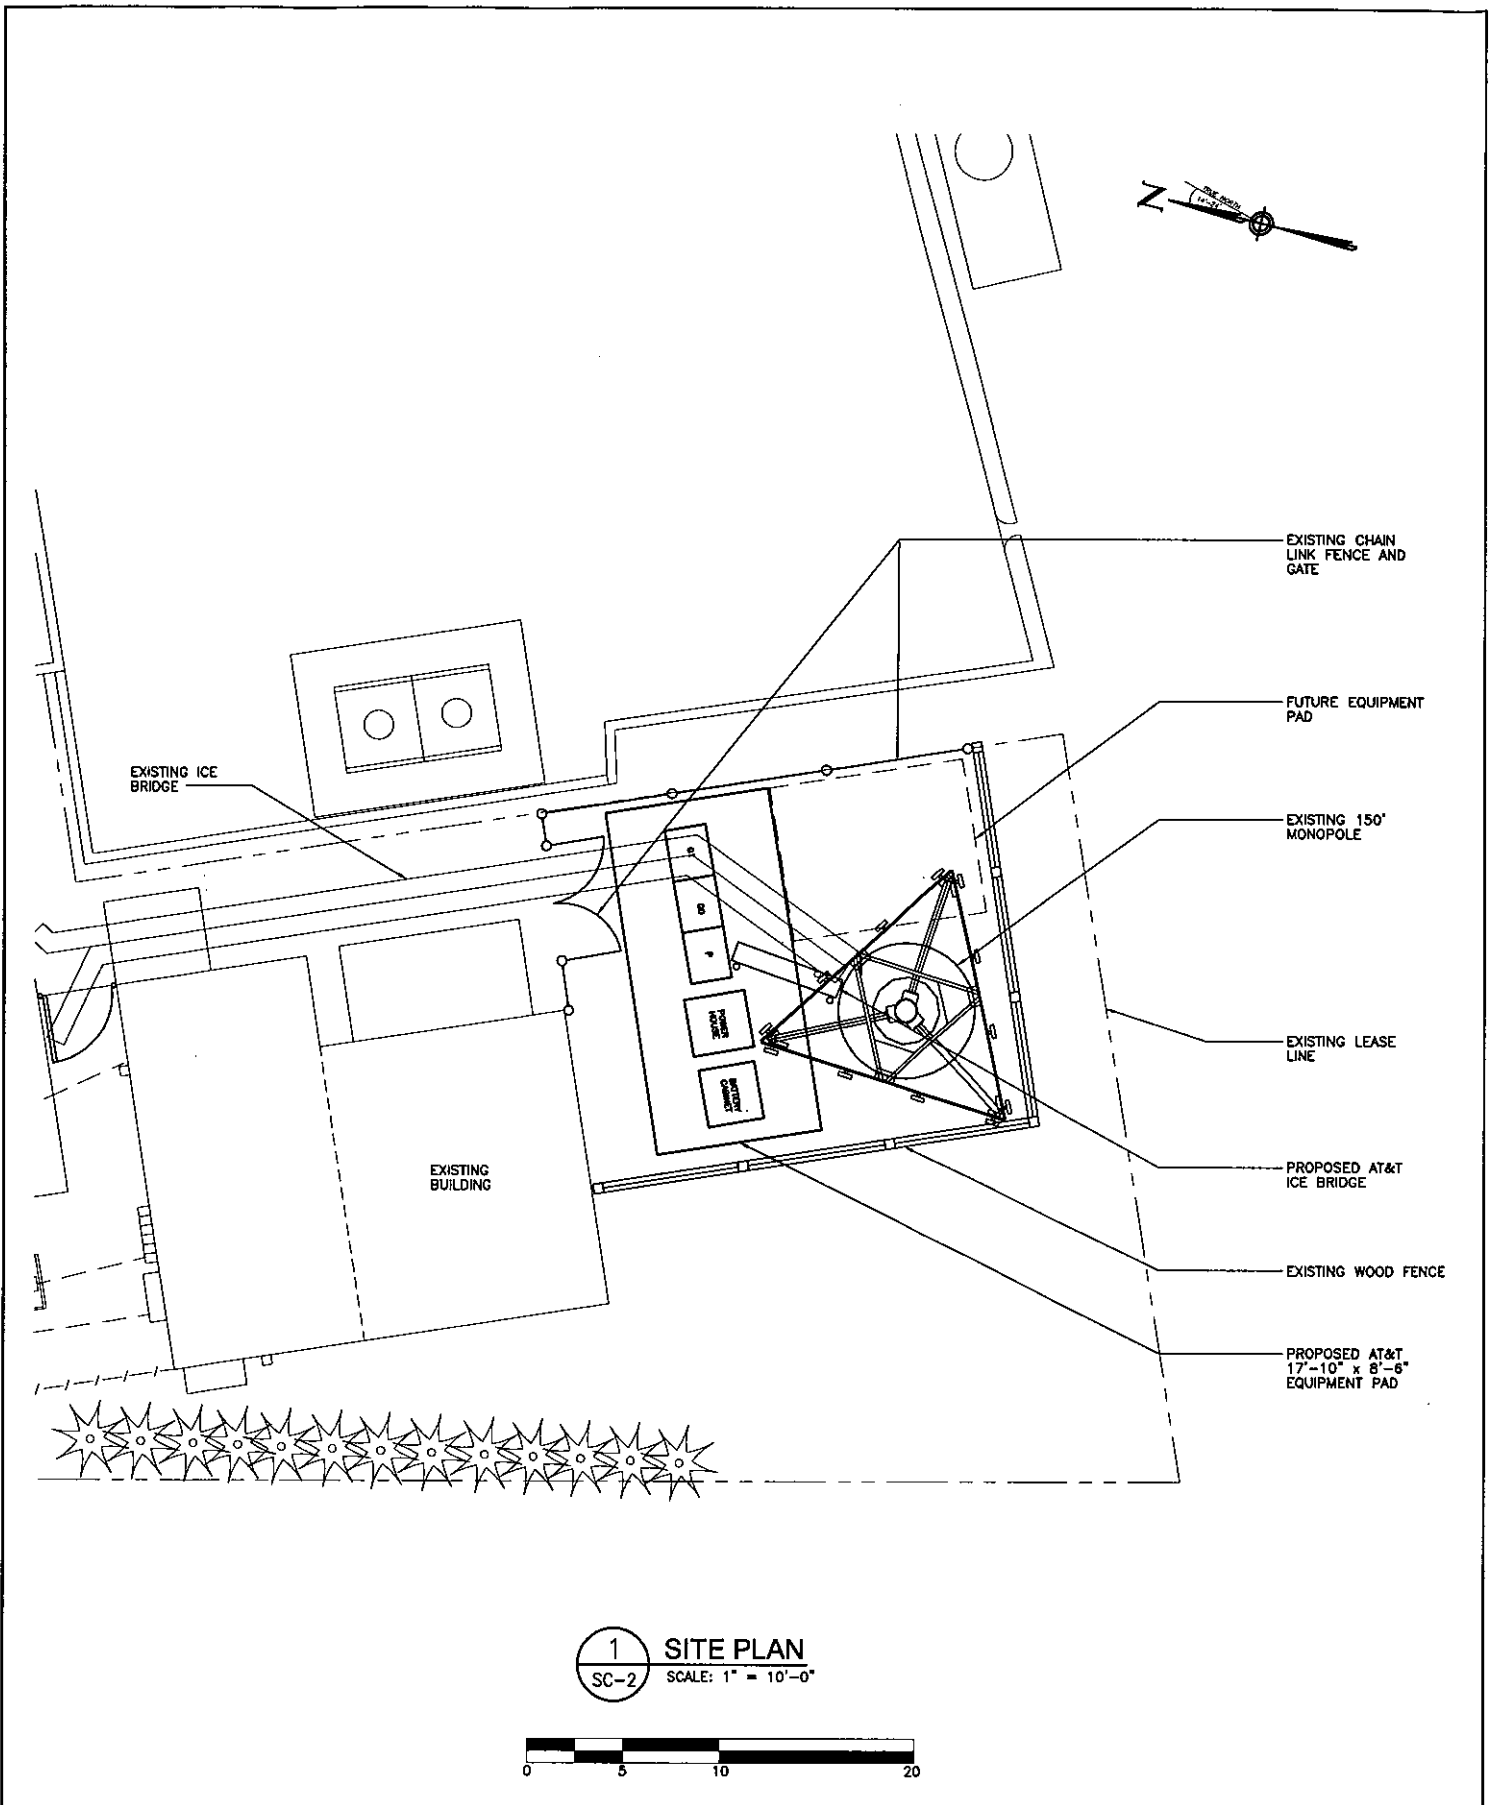 N
TRUE NORTH
EXISTING CHAIN
LINK FENCE AND
GATE
FUTURE EQUIPMENT
PAD
EXISTING ICE
BRIDGE
EXISTING 150'
MONOPOLE
POWER
HOUSE
BATTERY
CABINET
EXISTING LEASE
LINE
EXISTING
BUILDING
PROPOSED AT&T
ICE BRIDGE
EXISTING WOOD FENCE
PROPOSED AT&T
17'-10" x 8'-6"
EQUIPMENT PAD
1
SC-2
SITE PLAN
SCALE: 1" = 10'-0"
0 5 10 20